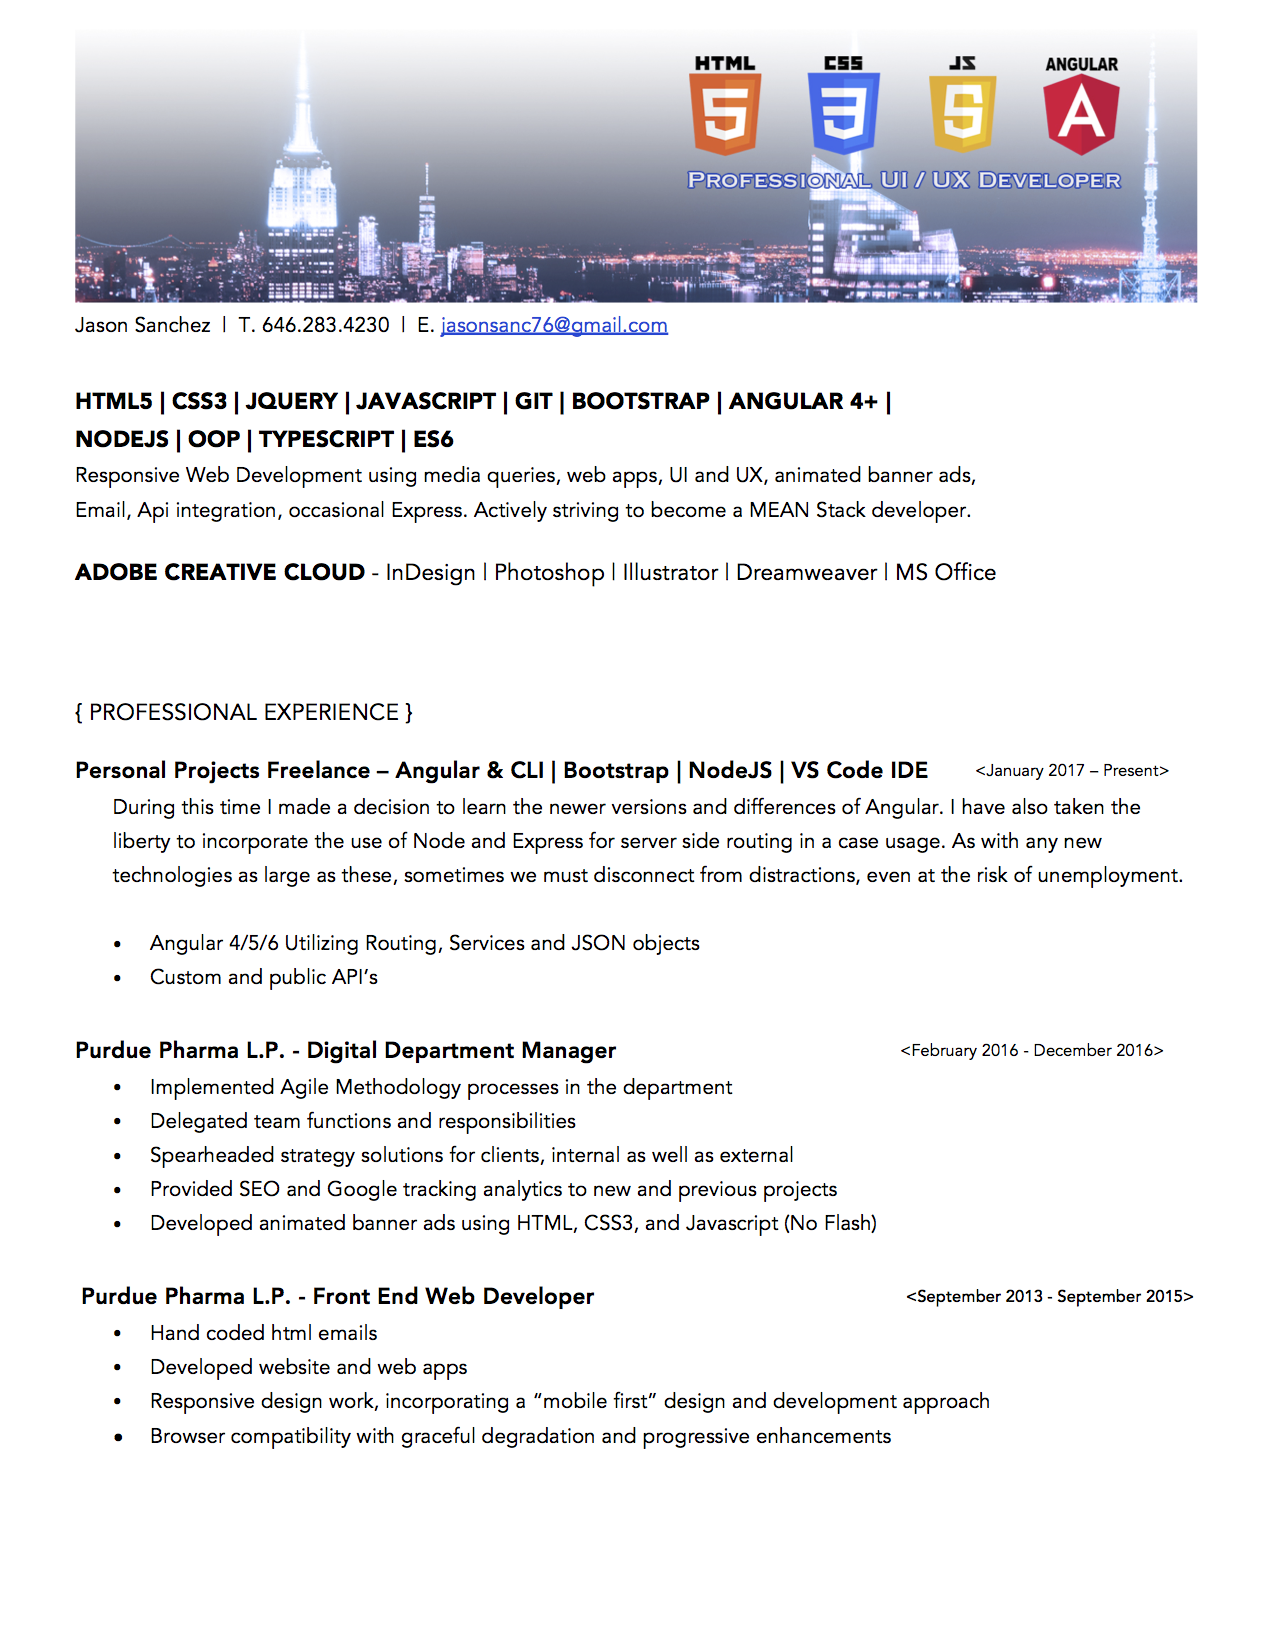 HTML CSS JS ANGULAR
5 3 S A
Professional UI / UX Developer
Jason Sanchez | T. 646.283.4230 | E. jasonsanc76@gmail.com
HTML5 | CSS3 | JQUERY | JAVASCRIPT | GIT | BOOTSTRAP | ANGULAR 4+ |
NODEJS | OOP | TYPESCRIPT | ES6
Responsive Web Development using media queries, web apps, UI and UX, animated banner ads,
Email, Api integration, occasional Express. Actively striving to become a MEAN Stack developer.
ADOBE CREATIVE CLOUD - InDesign | Photoshop | Illustrator | Dreamweaver | MS Office
{ PROFESSIONAL EXPERIENCE }
Personal Projects Freelance – Angular & CLI | Bootstrap | NodeJS | VS Code IDE <January 2017 – Present>
During this time I made a decision to learn the newer versions and differences of Angular. I have also taken the
liberty to incorporate the use of Node and Express for server side routing in a case usage. As with any new
technologies as large as these, sometimes we must disconnect from distractions, even at the risk of unemployment.
• Angular 4/5/6 Utilizing Routing, Services and JSON objects
• Custom and public API’s
Purdue Pharma L.P. - Digital Department Manager <February 2016 - December 2016>
• Implemented Agile Methodology processes in the department
• Delegated team functions and responsibilities
• Spearheaded strategy solutions for clients, internal as well as external
• Provided SEO and Google tracking analytics to new and previous projects
• Developed animated banner ads using HTML, CSS3, and Javascript (No Flash)
Purdue Pharma L.P. - Front End Web Developer <September 2013 - September 2015>
• Hand coded html emails
• Developed website and web apps
• Responsive design work, incorporating a “mobile first” design and development approach
• Browser compatibility with graceful degradation and progressive enhancements